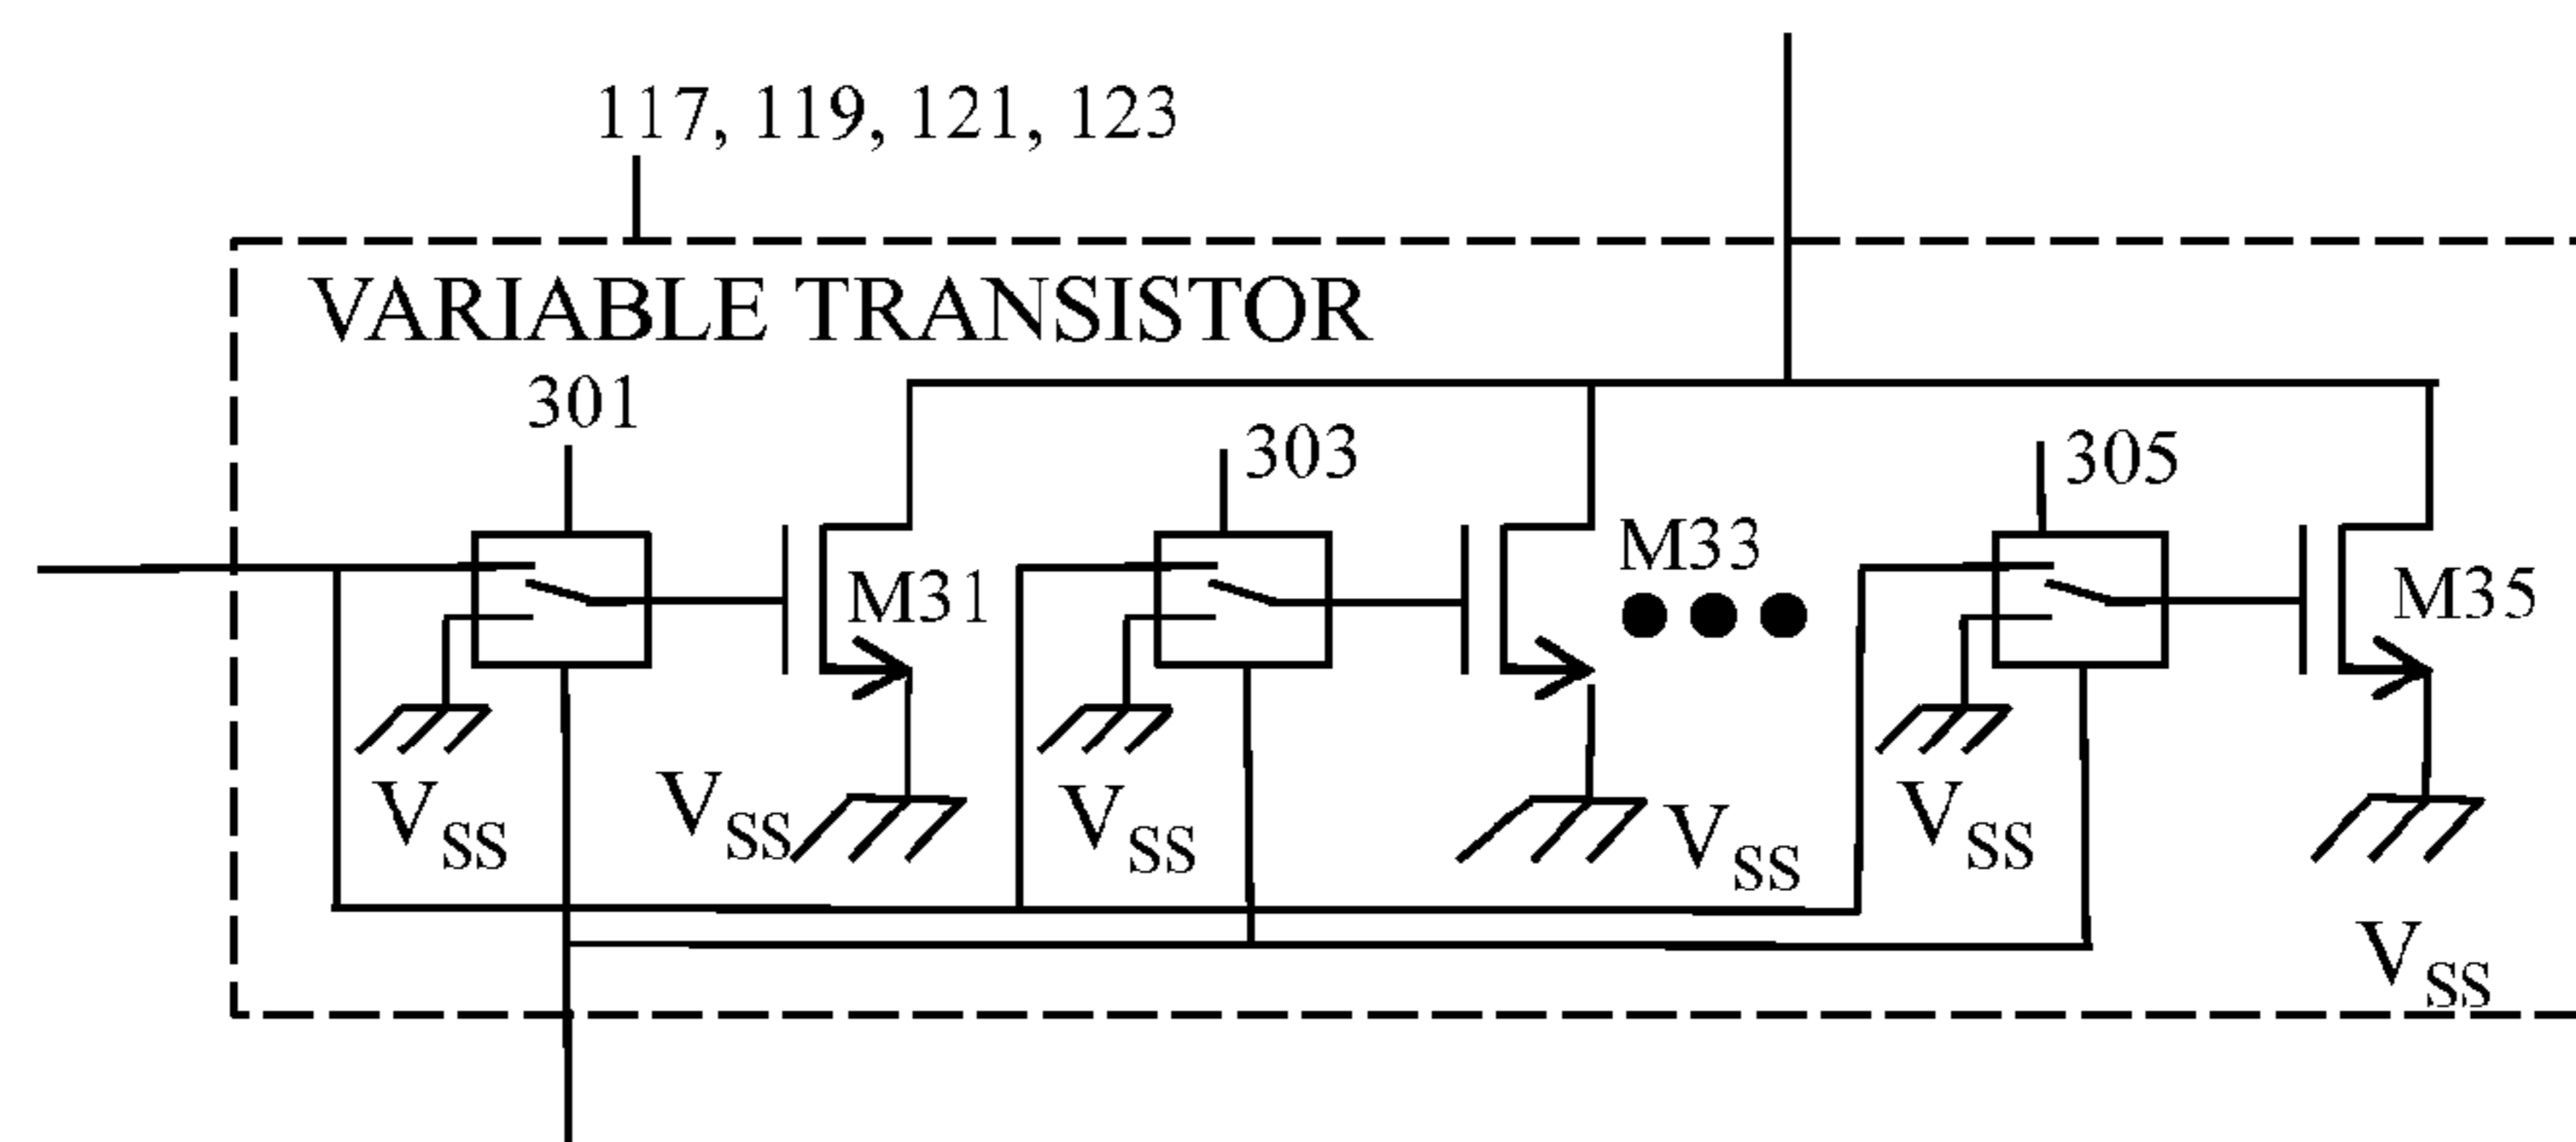 117, 119, 121, 123
VARIABLE TRANSISTOR
301
303
305
M31
M33
M35
VSS
VSS
VSS
VSS
VSS
VSS